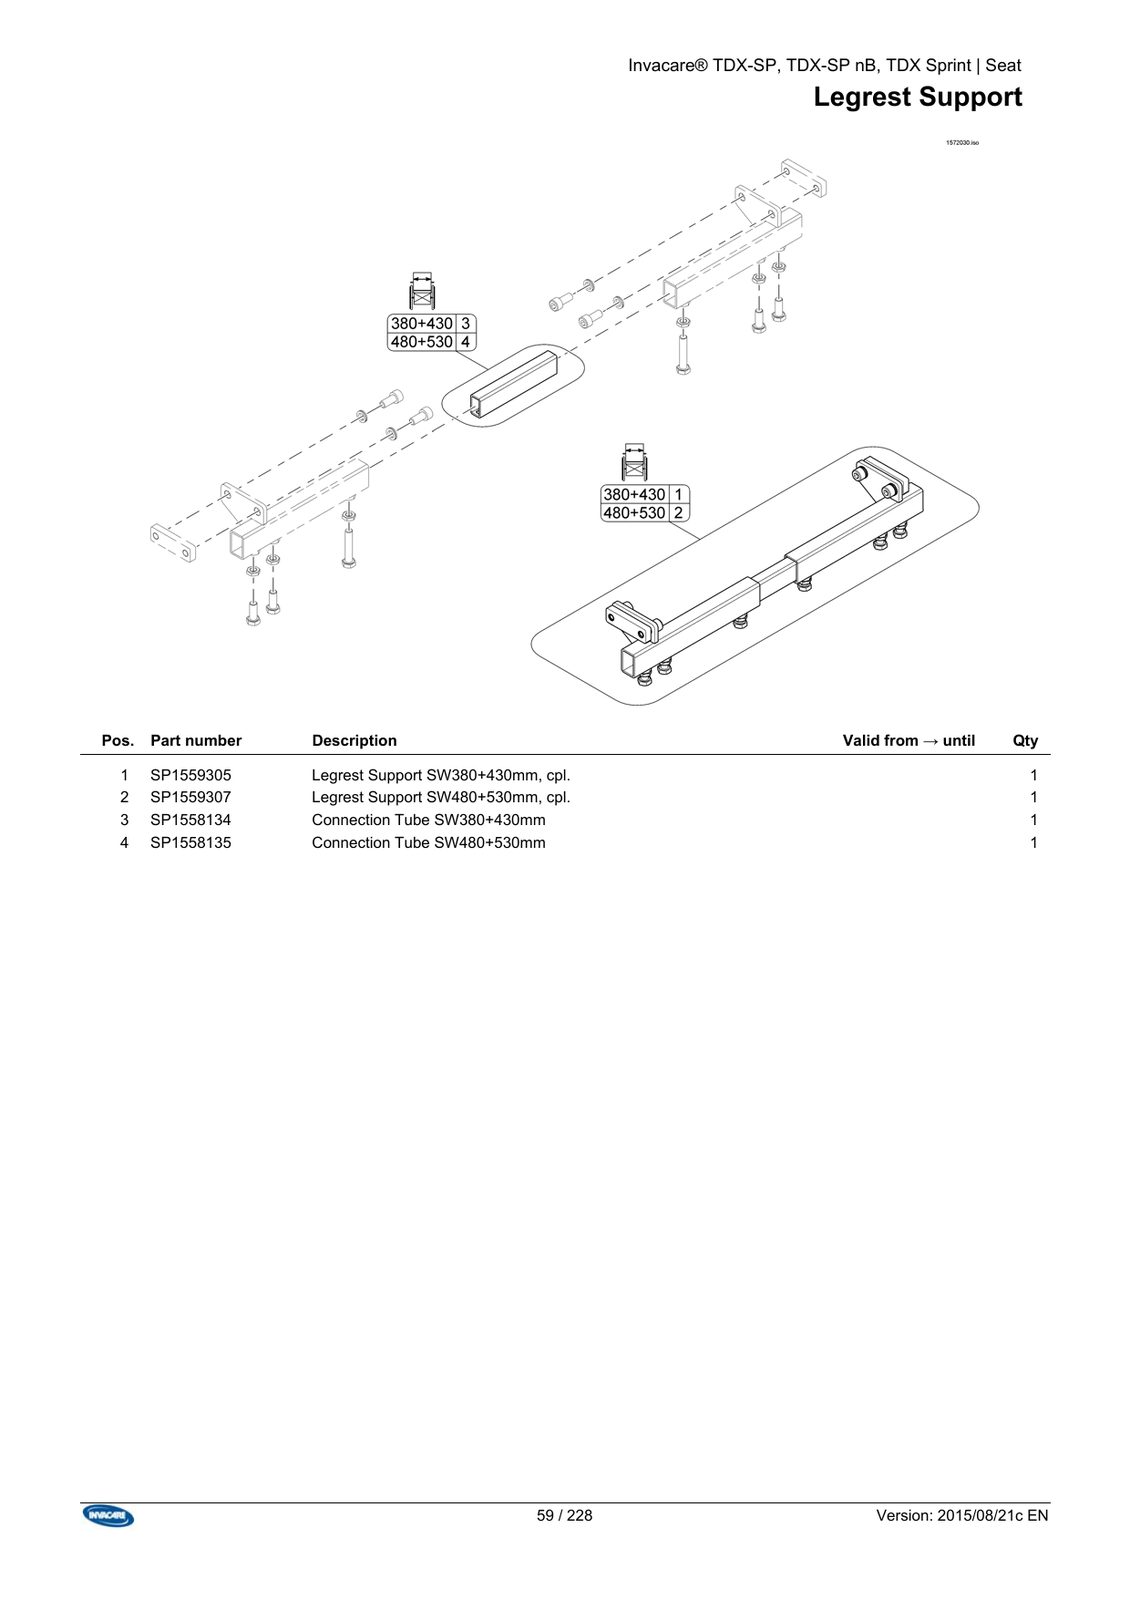 Invacare® TDX-SP, TDX-SP nB, TDX Sprint | Seat
Legrest Support
1572030.iso
380+430 3
480+530 4
380+430 1
480+530 2
Pos. Part number Description Valid from → until Qty
1 SP1559305 Legrest Support SW380+430mm, cpl. 1
2 SP1559307 Legrest Support SW480+530mm, cpl. 1
3 SP1558134 Connection Tube SW380+430mm 1
4 SP1558135 Connection Tube SW480+530mm 1
INVACARE 59 / 228 Version: 2015/08/21c EN